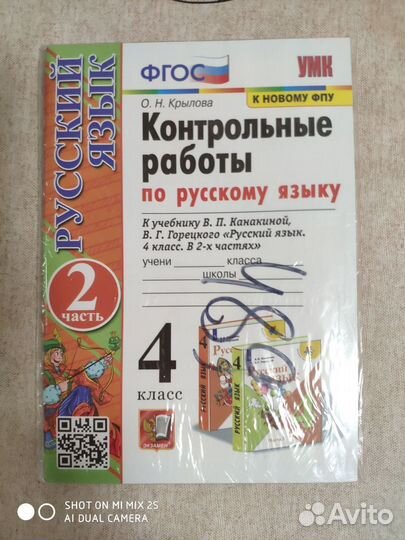 РУССКИЙ ЯЗЫК
ФГОС
УМК
О. Н. Крылова
К НОВОМУ ФПУ
Контрольные
работы
по русскому языку
К учебнику В. П. Канакиной,
В. Г. Горецкого «Русский язык.
4 класс. В 2-х частях»
учени класса
школы
2
часть
4
класс
ЭКЗАМЕН
РУССКИЙ ЯЗЫК
SHOT ON MI MIX 2S
AI DUAL CAMERA
Avito